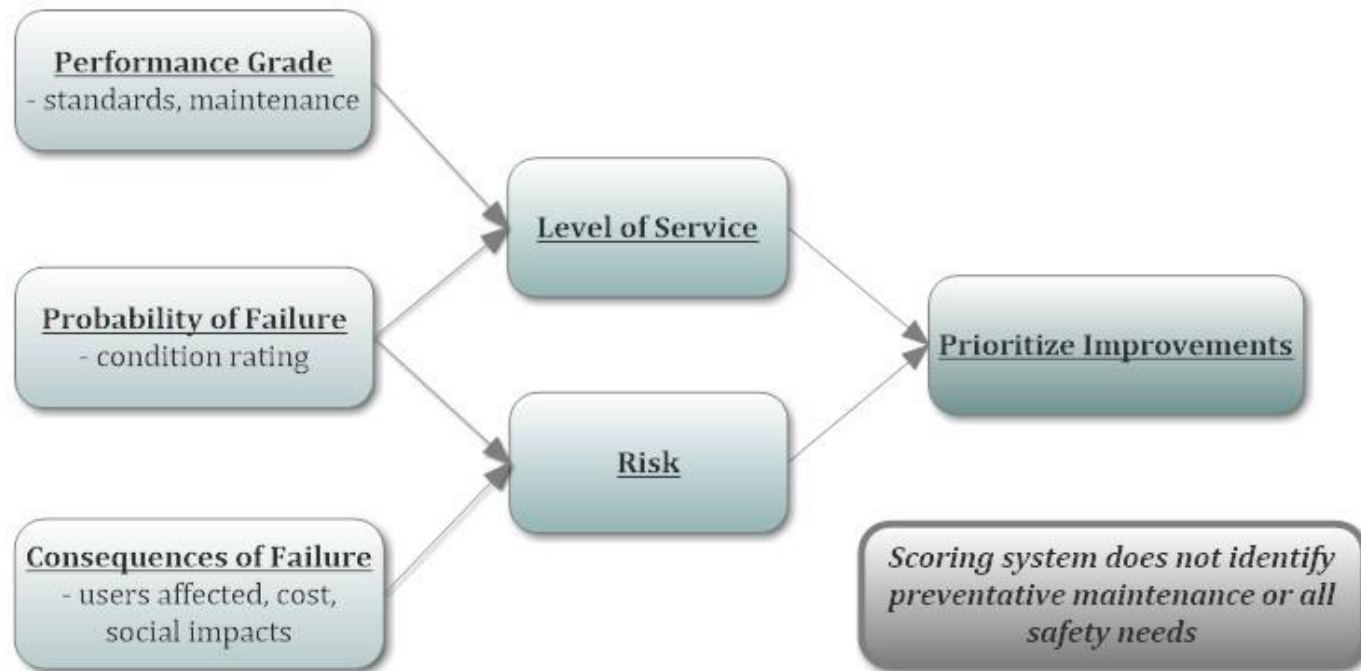 Performance Grade
- standards, maintenance
Level of Service
Probability of Failure
- condition rating
Prioritize Improvements
Risk
Consequences of Failure
- users affected, cost,
social impacts
Scoring system does not identify
preventative maintenance or all
safety needs